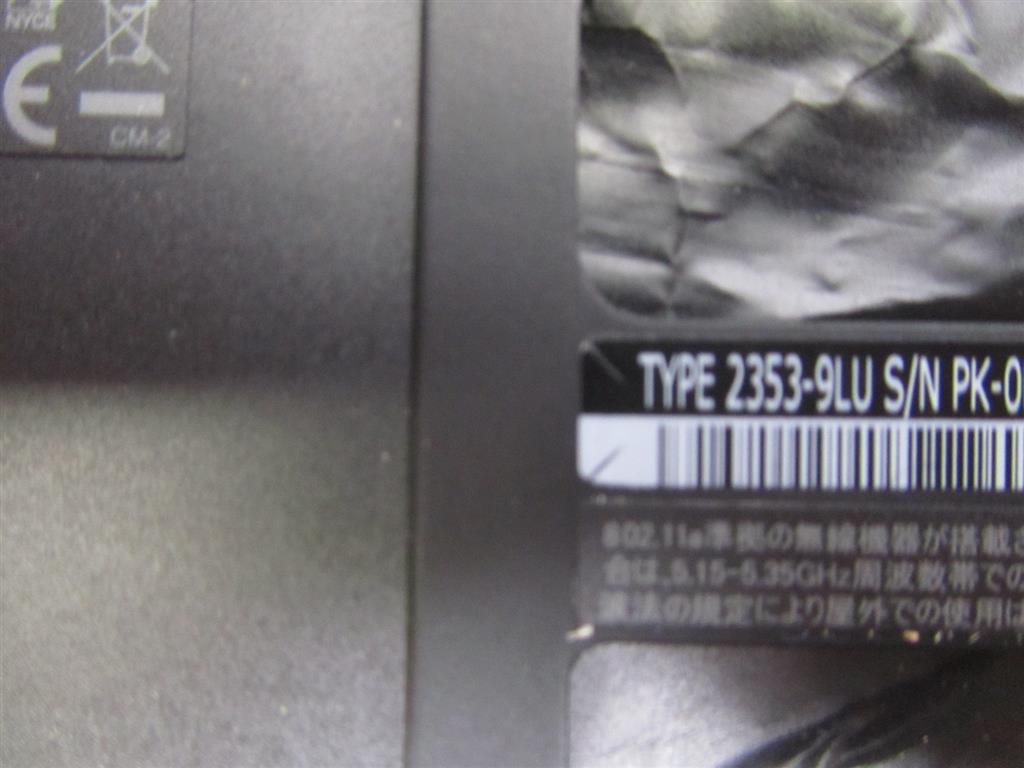 NYCE
CM-2
TYPE 2353-9LU S/N PK-0
802.11a準拠の無線機器が搭載さ
合は、5.15-5.35GHz周波数帯での
波法の規定により屋外での使用は